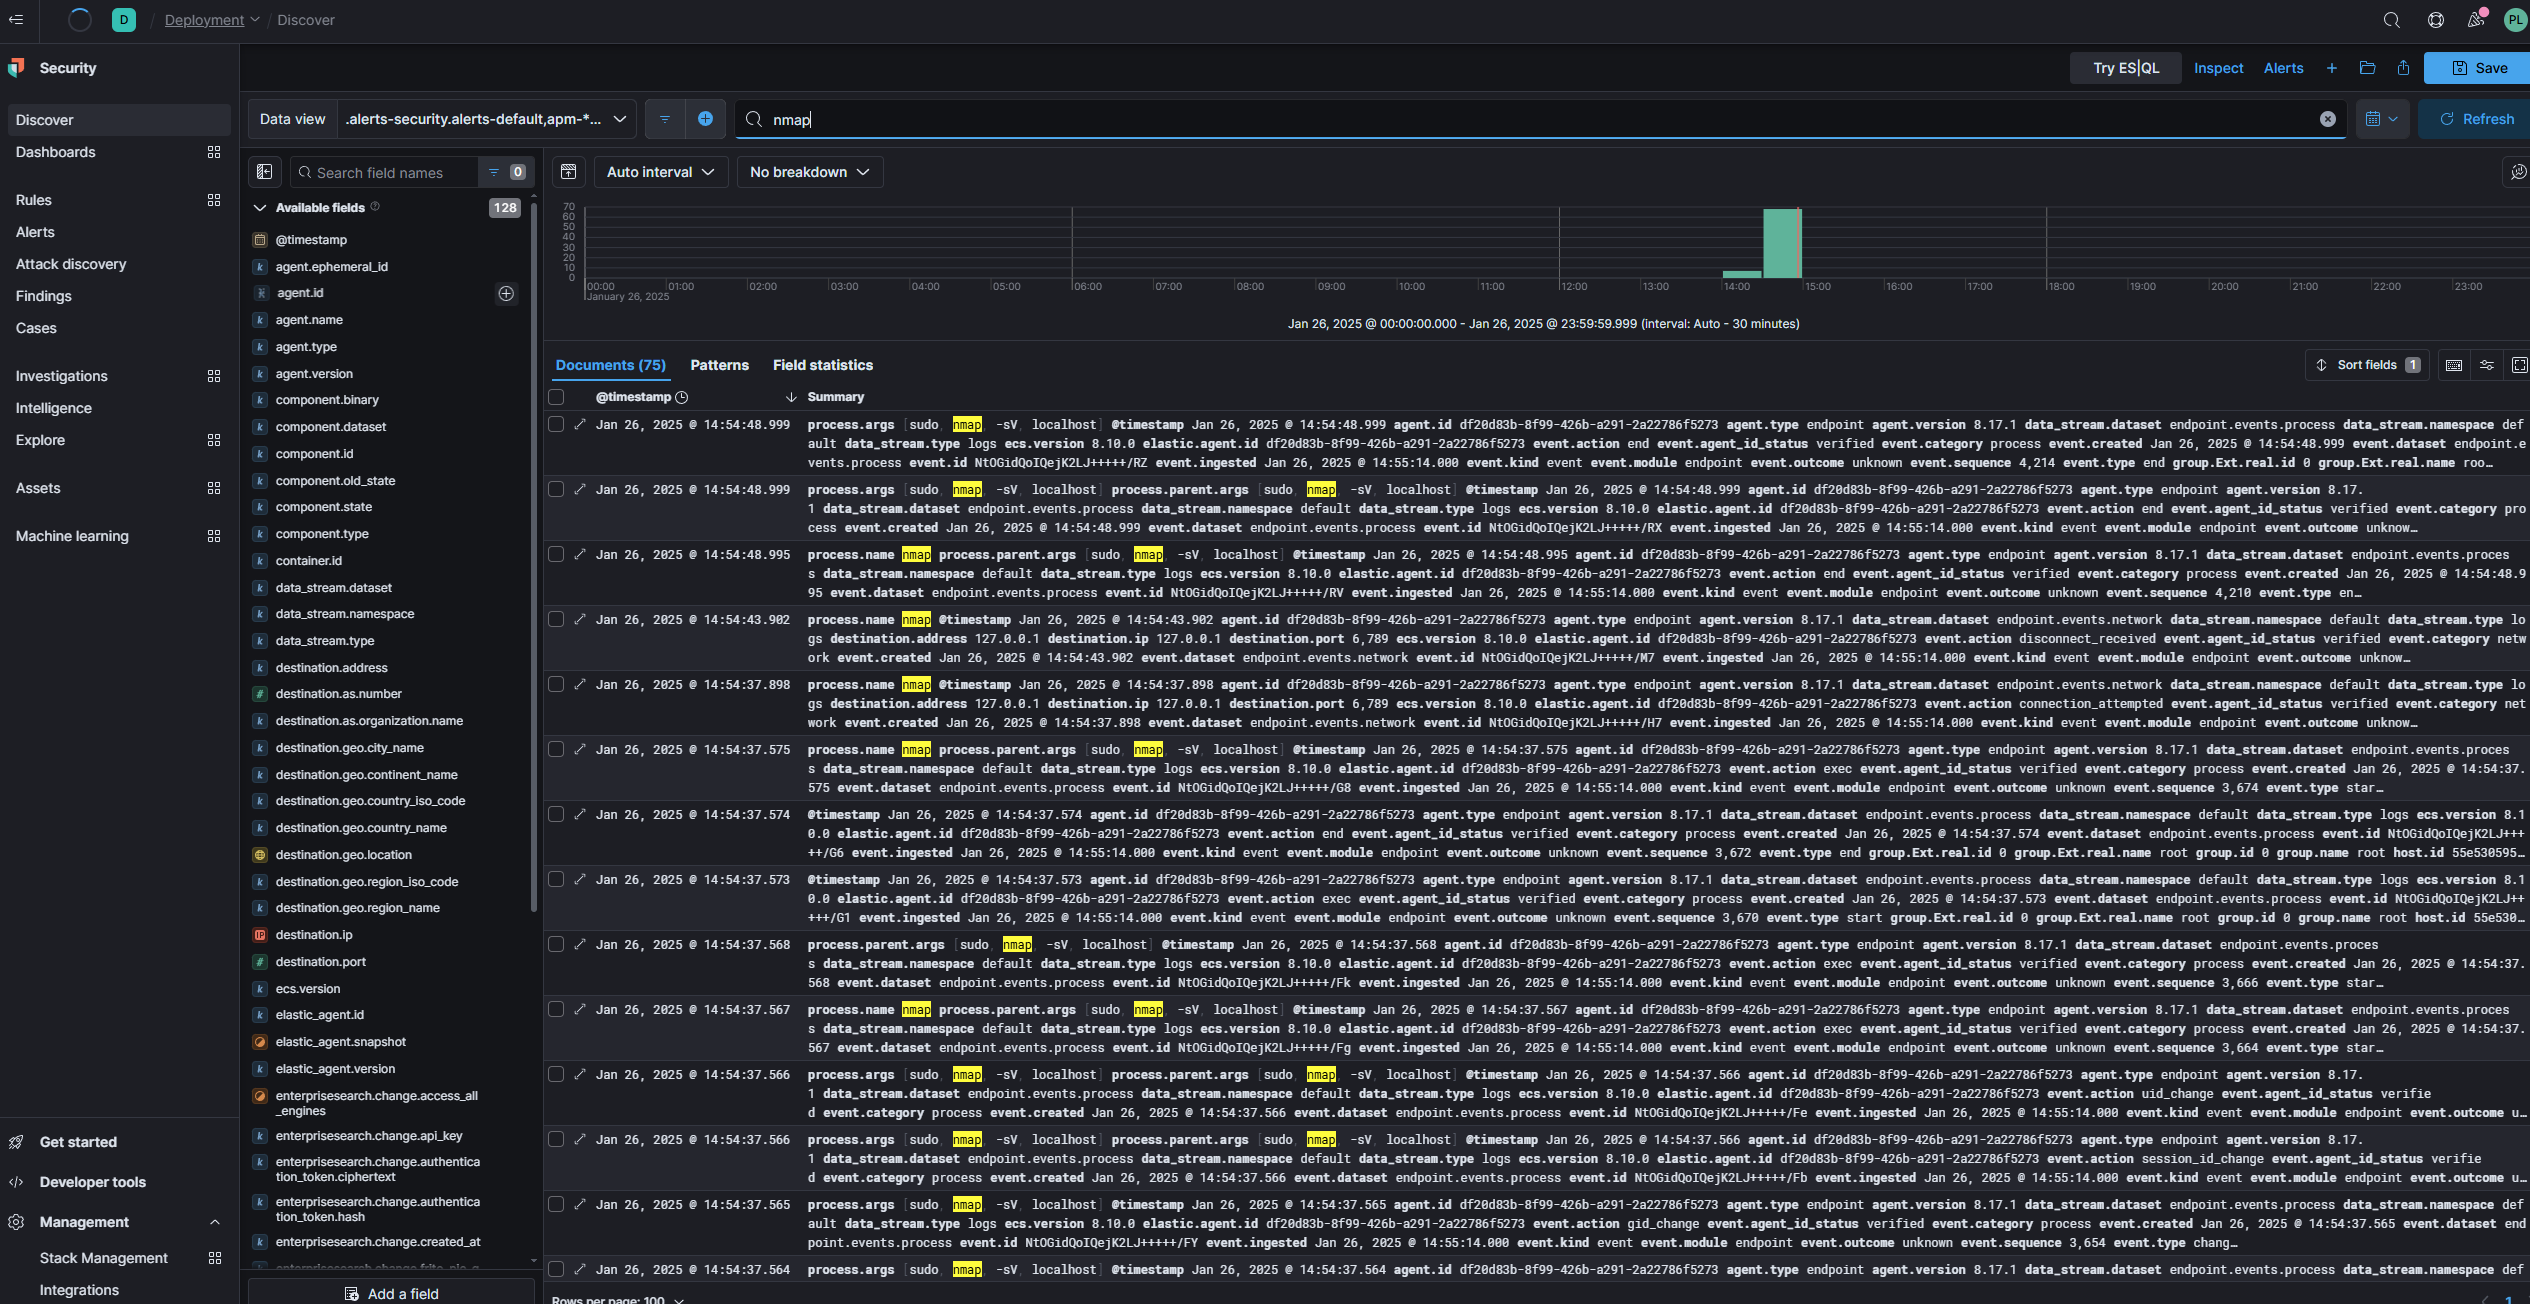 D / Deployment / Discover
PL
Security
Try ES|QL Inspect Alerts + Save
Discover
Dashboards
Rules
Alerts
Attack discovery
Findings
Cases
Investigations
Intelligence
Explore
Assets
Machine learning
Get started
Developer tools
Management
Stack Management
Integrations
Data view .alerts-security.alerts-default,apm-*... nmap Refresh
Search field names 0
Available fields 128
@timestamp
agent.ephemeral_id
agent.id
agent.name
agent.type
agent.version
component.binary
component.dataset
component.id
component.old_state
component.state
component.type
container.id
data_stream.dataset
data_stream.namespace
data_stream.type
destination.address
destination.as.number
destination.as.organization.name
destination.geo.city_name
destination.geo.continent_name
destination.geo.country_iso_code
destination.geo.country_name
destination.geo.location
destination.geo.region_iso_code
destination.geo.region_name
destination.ip
destination.port
ecs.version
elastic_agent.id
elastic_agent.snapshot
elastic_agent.version
enterprisesearch.change.access_all
_engines
enterprisesearch.change.api_key
enterprisesearch.change.authentica
tion_token.ciphertext
enterprisesearch.change.authentica
tion_token.hash
enterprisesearch.change.created_at
Add a field
Auto interval No breakdown
70
60
50
40
30
20
10
0
00:00 01:00 02:00 03:00 04:00 05:00 06:00 07:00 08:00 09:00 10:00 11:00 12:00 13:00 14:00 15:00 16:00 17:00 18:00 19:00 20:00 21:00 22:00 23:00
January 26, 2025
Jan 26, 2025 @ 00:00:00.000 - Jan 26, 2025 @ 23:59:59.999 (interval: Auto - 30 minutes)
Documents (75) Patterns Field statistics Sort fields 1
@timestamp Summary
Jan 26, 2025 @ 14:54:48.999 process.args [sudo, nmap, -sV, localhost] @timestamp Jan 26, 2025 @ 14:54:48.999 agent.id df20d83b-8f99-426b-a291-2a22786f5273 agent.type endpoint agent.version 8.17.1 data_stream.dataset endpoint.events.process data_stream.namespace def
ault data_stream.type logs ecs.version 8.10.0 elastic.agent.id df20d83b-8f99-426b-a291-2a22786f5273 event.action end event.agent_id_status verified event.category process event.created Jan 26, 2025 @ 14:54:48.999 event.dataset endpoint.e
vents.process event.id NtOGidQoIQejK2LJ+++++/RZ event.ingested Jan 26, 2025 @ 14:55:14.000 event.kind event event.module endpoint event.outcome unknown event.sequence 4,214 event.type end group.Ext.real.id 0 group.Ext.real.name roo…
Jan 26, 2025 @ 14:54:48.999 process.args [sudo, nmap, -sV, localhost] process.parent.args [sudo, nmap, -sV, localhost] @timestamp Jan 26, 2025 @ 14:54:48.999 agent.id df20d83b-8f99-426b-a291-2a22786f5273 agent.type endpoint agent.version 8.17.
1 data_stream.dataset endpoint.events.process data_stream.namespace default data_stream.type logs ecs.version 8.10.0 elastic.agent.id df20d83b-8f99-426b-a291-2a22786f5273 event.action end event.agent_id_status verified event.category pro
cess event.created Jan 26, 2025 @ 14:54:48.999 event.dataset endpoint.events.process event.id NtOGidQoIQejK2LJ+++++/RX event.ingested Jan 26, 2025 @ 14:55:14.000 event.kind event event.module endpoint event.outcome unknow…
Jan 26, 2025 @ 14:54:48.995 process.name nmap process.parent.args [sudo, nmap, -sV, localhost] @timestamp Jan 26, 2025 @ 14:54:48.995 agent.id df20d83b-8f99-426b-a291-2a22786f5273 agent.type endpoint agent.version 8.17.1 data_stream.dataset endpoint.events.proces
s data_stream.namespace default data_stream.type logs ecs.version 8.10.0 elastic.agent.id df20d83b-8f99-426b-a291-2a22786f5273 event.action end event.agent_id_status verified event.category process event.created Jan 26, 2025 @ 14:54:48.9
95 event.dataset endpoint.events.process event.id NtOGidQoIQejK2LJ+++++/RV event.ingested Jan 26, 2025 @ 14:55:14.000 event.kind event event.module endpoint event.outcome unknown event.sequence 4,210 event.type en…
Jan 26, 2025 @ 14:54:43.902 process.name nmap @timestamp Jan 26, 2025 @ 14:54:43.902 agent.id df20d83b-8f99-426b-a291-2a22786f5273 agent.type endpoint agent.version 8.17.1 data_stream.dataset endpoint.events.network data_stream.namespace default data_stream.type lo
gs destination.address 127.0.0.1 destination.ip 127.0.0.1 destination.port 6,789 ecs.version 8.10.0 elastic.agent.id df20d83b-8f99-426b-a291-2a22786f5273 event.action disconnect_received event.agent_id_status verified event.category netw
ork event.created Jan 26, 2025 @ 14:54:43.902 event.dataset endpoint.events.network event.id NtOGidQoIQejK2LJ+++++/M7 event.ingested Jan 26, 2025 @ 14:55:14.000 event.kind event event.module endpoint event.outcome unknow…
Jan 26, 2025 @ 14:54:37.898 process.name nmap @timestamp Jan 26, 2025 @ 14:54:37.898 agent.id df20d83b-8f99-426b-a291-2a22786f5273 agent.type endpoint agent.version 8.17.1 data_stream.dataset endpoint.events.network data_stream.namespace default data_stream.type lo
gs destination.address 127.0.0.1 destination.ip 127.0.0.1 destination.port 6,789 ecs.version 8.10.0 elastic.agent.id df20d83b-8f99-426b-a291-2a22786f5273 event.action connection_attempted event.agent_id_status verified event.category net
work event.created Jan 26, 2025 @ 14:54:37.898 event.dataset endpoint.events.network event.id NtOGidQoIQejK2LJ+++++/H7 event.ingested Jan 26, 2025 @ 14:55:14.000 event.kind event event.module endpoint event.outcome unknow…
Jan 26, 2025 @ 14:54:37.575 process.name nmap process.parent.args [sudo, nmap, -sV, localhost] @timestamp Jan 26, 2025 @ 14:54:37.575 agent.id df20d83b-8f99-426b-a291-2a22786f5273 agent.type endpoint agent.version 8.17.1 data_stream.dataset endpoint.events.proces
s data_stream.namespace default data_stream.type logs ecs.version 8.10.0 elastic.agent.id df20d83b-8f99-426b-a291-2a22786f5273 event.action exec event.agent_id_status verified event.category process event.created Jan 26, 2025 @ 14:54:37.
575 event.dataset endpoint.events.process event.id NtOGidQoIQejK2LJ+++++/G8 event.ingested Jan 26, 2025 @ 14:55:14.000 event.kind event event.module endpoint event.outcome unknown event.sequence 3,674 event.type star…
Jan 26, 2025 @ 14:54:37.574 @timestamp Jan 26, 2025 @ 14:54:37.574 agent.id df20d83b-8f99-426b-a291-2a22786f5273 agent.type endpoint agent.version 8.17.1 data_stream.dataset endpoint.events.process data_stream.namespace default data_stream.type logs ecs.version 8.1
0.0 elastic.agent.id df20d83b-8f99-426b-a291-2a22786f5273 event.action end event.agent_id_status verified event.category process event.created Jan 26, 2025 @ 14:54:37.574 event.dataset endpoint.events.process event.id NtOGidQoIQejK2LJ+++
++/G6 event.ingested Jan 26, 2025 @ 14:55:14.000 event.kind event event.module endpoint event.outcome unknown event.sequence 3,672 event.type end group.Ext.real.id 0 group.Ext.real.name root group.id 0 group.name root host.id 55e530595…
Jan 26, 2025 @ 14:54:37.573 @timestamp Jan 26, 2025 @ 14:54:37.573 agent.id df20d83b-8f99-426b-a291-2a22786f5273 agent.type endpoint agent.version 8.17.1 data_stream.dataset endpoint.events.process data_stream.namespace default data_stream.type logs ecs.version 8.1
0.0 elastic.agent.id df20d83b-8f99-426b-a291-2a22786f5273 event.action exec event.agent_id_status verified event.category process event.created Jan 26, 2025 @ 14:54:37.573 event.dataset endpoint.events.process event.id NtOGidQoIQejK2LJ++
+++/G1 event.ingested Jan 26, 2025 @ 14:55:14.000 event.kind event event.module endpoint event.outcome unknown event.sequence 3,670 event.type start group.Ext.real.id 0 group.Ext.real.name root group.id 0 group.name root host.id 55e530…
Jan 26, 2025 @ 14:54:37.568 process.parent.args [sudo, nmap, -sV, localhost] @timestamp Jan 26, 2025 @ 14:54:37.568 agent.id df20d83b-8f99-426b-a291-2a22786f5273 agent.type endpoint agent.version 8.17.1 data_stream.dataset endpoint.events.proces
s data_stream.namespace default data_stream.type logs ecs.version 8.10.0 elastic.agent.id df20d83b-8f99-426b-a291-2a22786f5273 event.action exec event.agent_id_status verified event.category process event.created Jan 26, 2025 @ 14:54:37.
568 event.dataset endpoint.events.process event.id NtOGidQoIQejK2LJ+++++/Fk event.ingested Jan 26, 2025 @ 14:55:14.000 event.kind event event.module endpoint event.outcome unknown event.sequence 3,666 event.type star…
Jan 26, 2025 @ 14:54:37.567 process.name nmap process.parent.args [sudo, nmap, -sV, localhost] @timestamp Jan 26, 2025 @ 14:54:37.567 agent.id df20d83b-8f99-426b-a291-2a22786f5273 agent.type endpoint agent.version 8.17.1 data_stream.dataset endpoint.events.proces
s data_stream.namespace default data_stream.type logs ecs.version 8.10.0 elastic.agent.id df20d83b-8f99-426b-a291-2a22786f5273 event.action exec event.agent_id_status verified event.category process event.created Jan 26, 2025 @ 14:54:37.
567 event.dataset endpoint.events.process event.id NtOGidQoIQejK2LJ+++++/Fg event.ingested Jan 26, 2025 @ 14:55:14.000 event.kind event event.module endpoint event.outcome unknown event.sequence 3,664 event.type star…
Jan 26, 2025 @ 14:54:37.566 process.args [sudo, nmap, -sV, localhost] process.parent.args [sudo, nmap, -sV, localhost] @timestamp Jan 26, 2025 @ 14:54:37.566 agent.id df20d83b-8f99-426b-a291-2a22786f5273 agent.type endpoint agent.version 8.17.
1 data_stream.dataset endpoint.events.process data_stream.namespace default data_stream.type logs ecs.version 8.10.0 elastic.agent.id df20d83b-8f99-426b-a291-2a22786f5273 event.action uid_change event.agent_id_status verifie
d event.category process event.created Jan 26, 2025 @ 14:54:37.566 event.dataset endpoint.events.process event.id NtOGidQoIQejK2LJ+++++/Fe event.ingested Jan 26, 2025 @ 14:55:14.000 event.kind event event.module endpoint event.outcome u…
Jan 26, 2025 @ 14:54:37.566 process.args [sudo, nmap, -sV, localhost] process.parent.args [sudo, nmap, -sV, localhost] @timestamp Jan 26, 2025 @ 14:54:37.566 agent.id df20d83b-8f99-426b-a291-2a22786f5273 agent.type endpoint agent.version 8.17.
1 data_stream.dataset endpoint.events.process data_stream.namespace default data_stream.type logs ecs.version 8.10.0 elastic.agent.id df20d83b-8f99-426b-a291-2a22786f5273 event.action session_id_change event.agent_id_status verifie
d event.category process event.created Jan 26, 2025 @ 14:54:37.566 event.dataset endpoint.events.process event.id NtOGidQoIQejK2LJ+++++/Fb event.ingested Jan 26, 2025 @ 14:55:14.000 event.kind event event.module endpoint event.outcome u…
Jan 26, 2025 @ 14:54:37.565 process.args [sudo, nmap, -sV, localhost] @timestamp Jan 26, 2025 @ 14:54:37.565 agent.id df20d83b-8f99-426b-a291-2a22786f5273 agent.type endpoint agent.version 8.17.1 data_stream.dataset endpoint.events.process data_stream.namespace def
ault data_stream.type logs ecs.version 8.10.0 elastic.agent.id df20d83b-8f99-426b-a291-2a22786f5273 event.action gid_change event.agent_id_status verified event.category process event.created Jan 26, 2025 @ 14:54:37.565 event.dataset end
point.events.process event.id NtOGidQoIQejK2LJ+++++/FY event.ingested Jan 26, 2025 @ 14:55:14.000 event.kind event event.module endpoint event.outcome unknown event.sequence 3,654 event.type chang…
Jan 26, 2025 @ 14:54:37.564 process.args [sudo, nmap, -sV, localhost] @timestamp Jan 26, 2025 @ 14:54:37.564 agent.id df20d83b-8f99-426b-a291-2a22786f5273 agent.type endpoint agent.version 8.17.1 data_stream.dataset endpoint.events.process data_stream.namespace def
Rows per page: 100
1